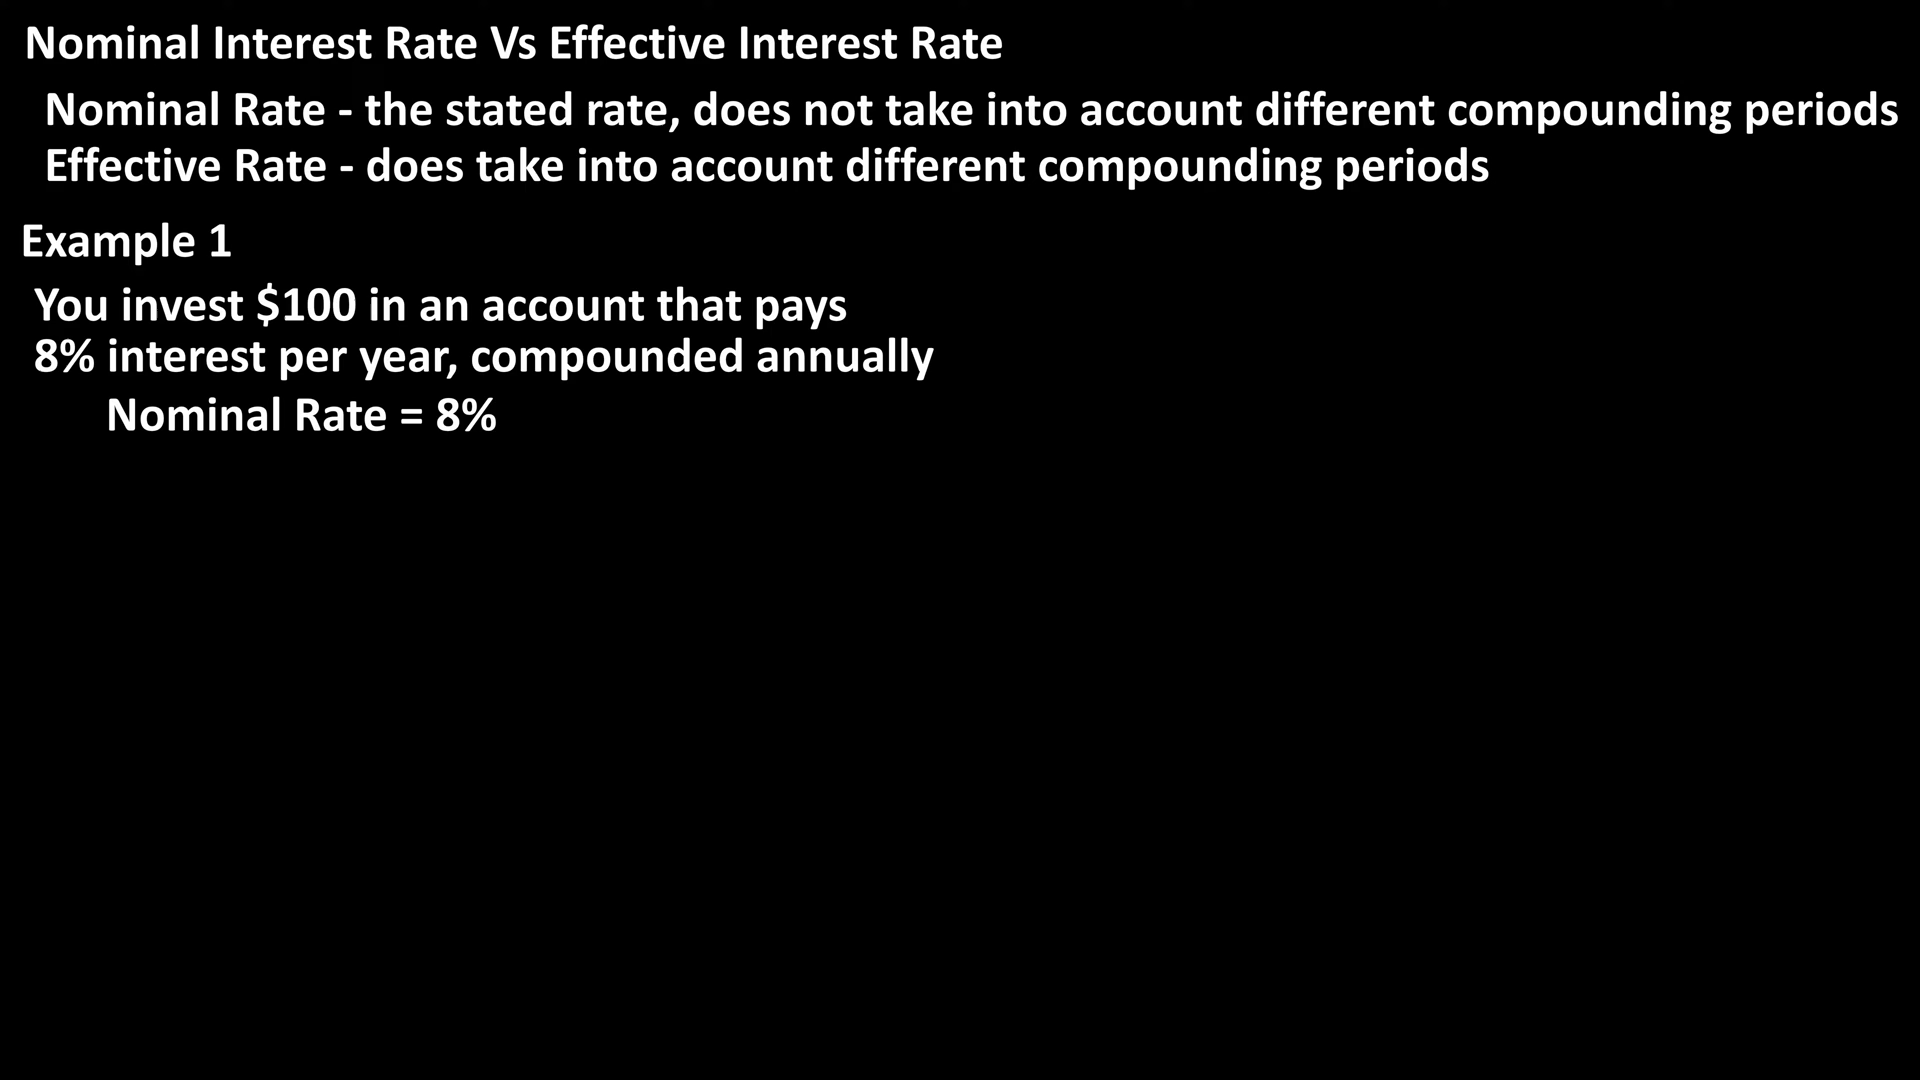 Nominal Interest Rate Vs Effective Interest Rate
Nominal Rate - the stated rate, does not take into account different compounding periods
Effective Rate - does take into account different compounding periods
Example 1
You invest $100 in an account that pays
8% interest per year, compounded annually
Nominal Rate = 8%